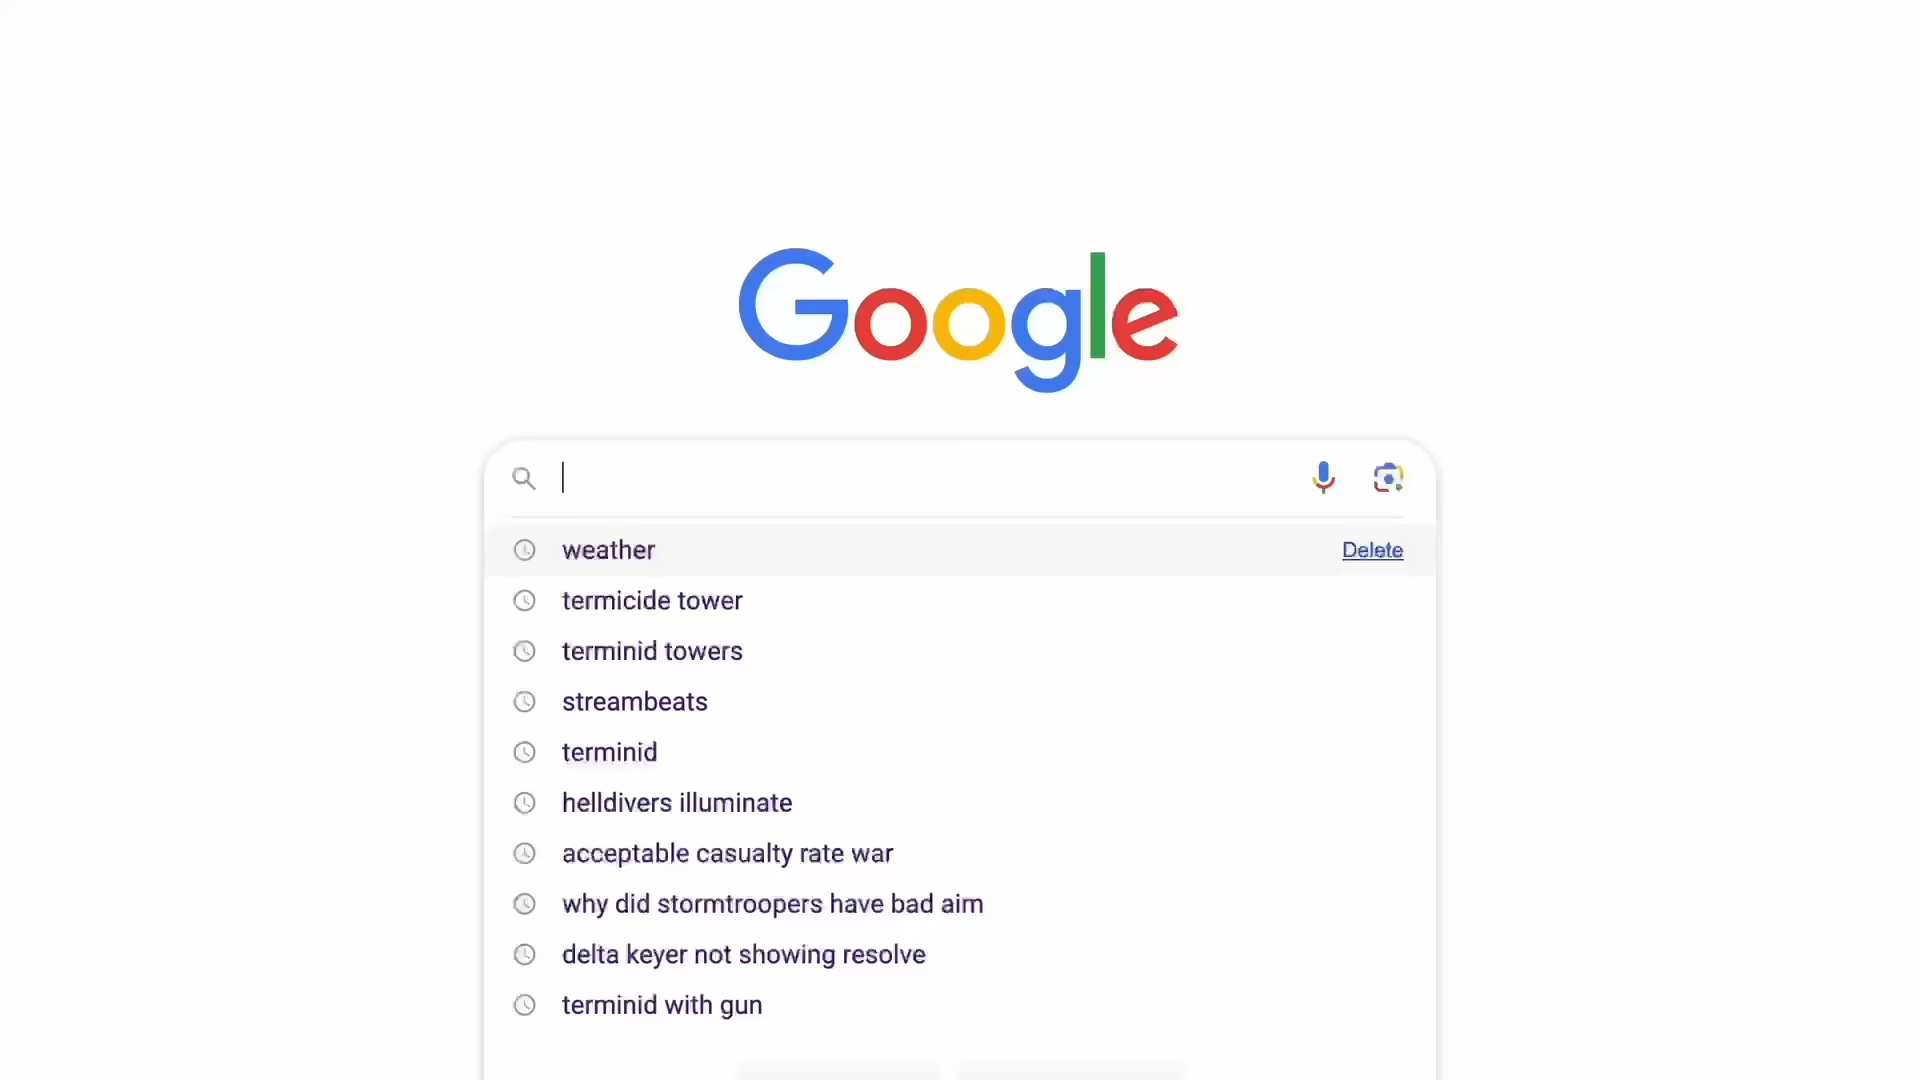 Google
weather
Delete
termicide tower
terminid towers
streambeats
terminid
helldivers illuminate
acceptable casualty rate war
why did stormtroopers have bad aim
delta keyer not showing resolve
terminid with gun